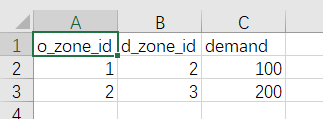 A B C
1 o_zone_id d_zone_id demand
2 1 2 100
3 2 3 200
4